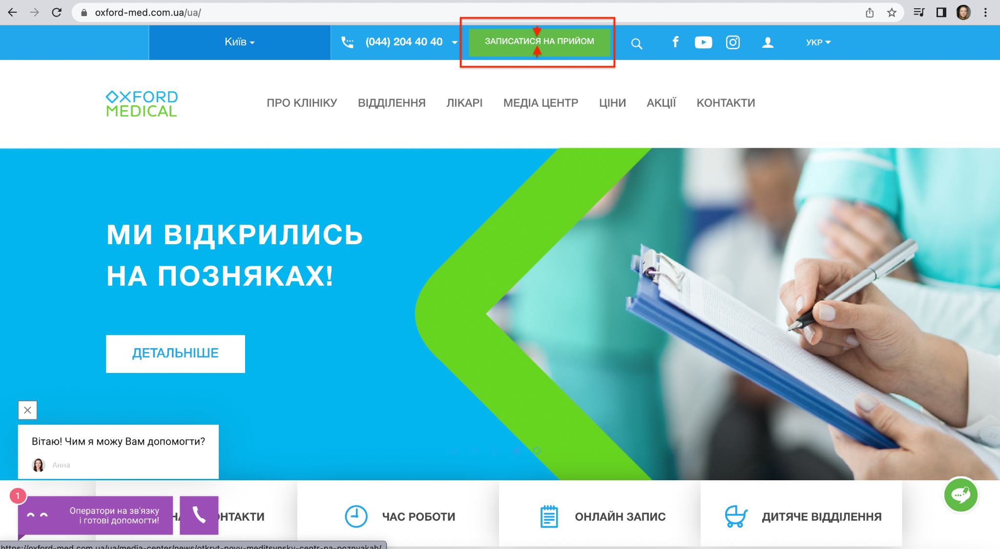 oxford-med.com.ua/ua/
Київ
(044) 204 40 40
ЗАПИСАТИСЯ НА ПРИЙОМ
УКР
OXFORD
MEDICAL
ПРО КЛІНІКУ
ВІДДІЛЕННЯ
ЛІКАРІ
МЕДІА ЦЕНТР
ЦІНИ
АКЦІЇ
КОНТАКТИ
МИ ВІДКРИЛИСЬ
НА ПОЗНЯКАХ!
ДЕТАЛЬНІШЕ
Вітаю! Чим я можу Вам допомогти?
Анна
1
Оператори на зв'язку
і готові допомогти!
ОНТАКТИ
ЧАС РОБОТИ
ОНЛАЙН ЗАПИС
ДИТЯЧЕ ВІДДІЛЕННЯ
https://oxford-med.com.ua/ua/media-center/news/otkryt-novy-meditsynsky-centr-na-poznyakah/